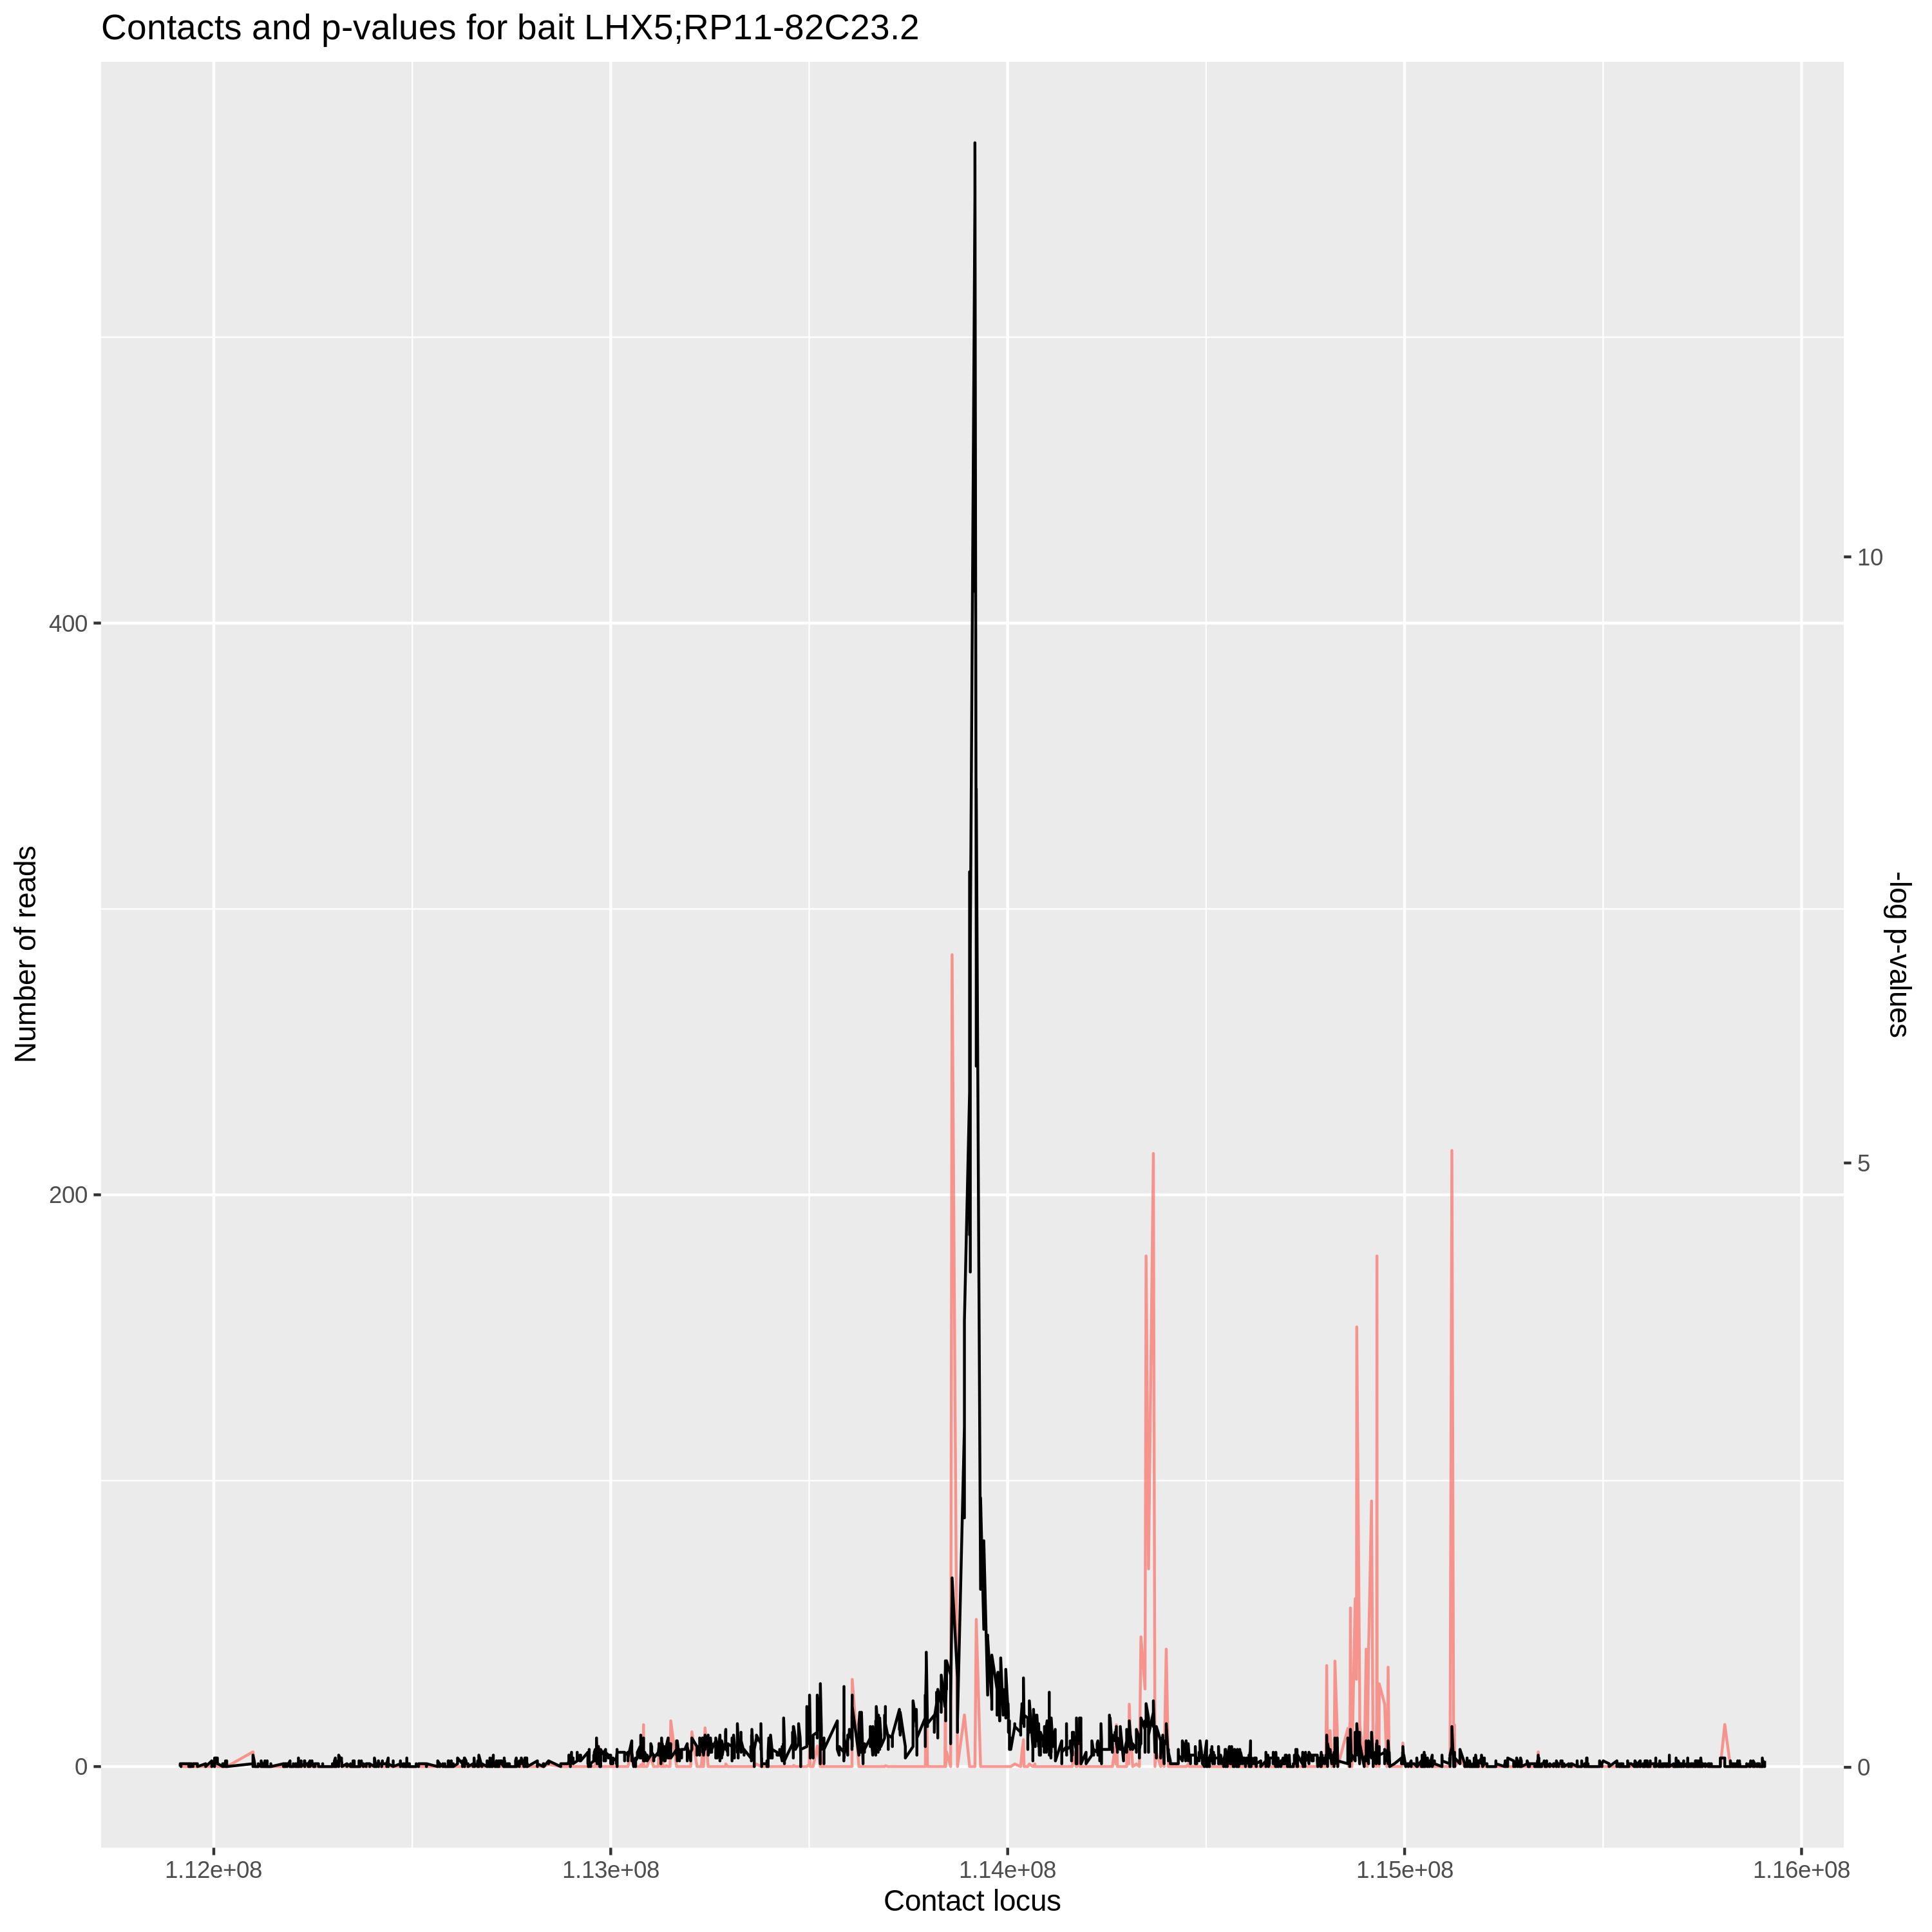 Contacts and p-values for bait LHX5;RP11-82C23.2
Number of reads
400
200
0
10
5
0
-log p-values
1.12e+08 1.13e+08 1.14e+08 1.15e+08 1.16e+08
Contact locus